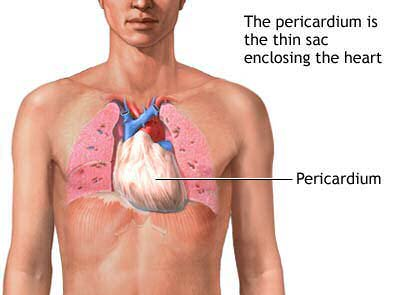 The pericardium is
the thin sac
enclosing the heart
Pericardium